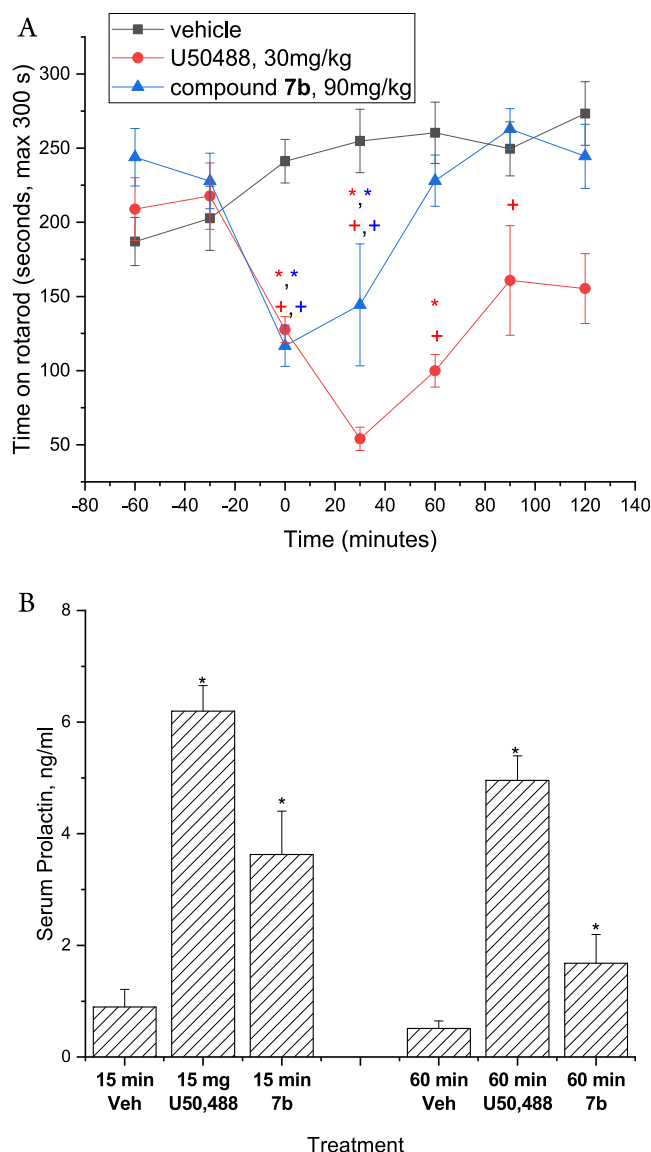 A
vehicle
U50488, 30mg/kg
compound 7b, 90mg/kg
Time on rotarod (seconds, max 300 s)
300
250
200
150
100
50
*,*
+,+
*,*
+,+
*
+
+
-80 -60 -40 -20 0 20 40 60 80 100 120 140
Time (minutes)
B
Serum Prolactin, ng/ml
8
6
4
2
0
* * * *
15 min 15 mg 15 min 60 min 60 min 60 min
Veh U50,488 7b Veh U50,488 7b
Treatment